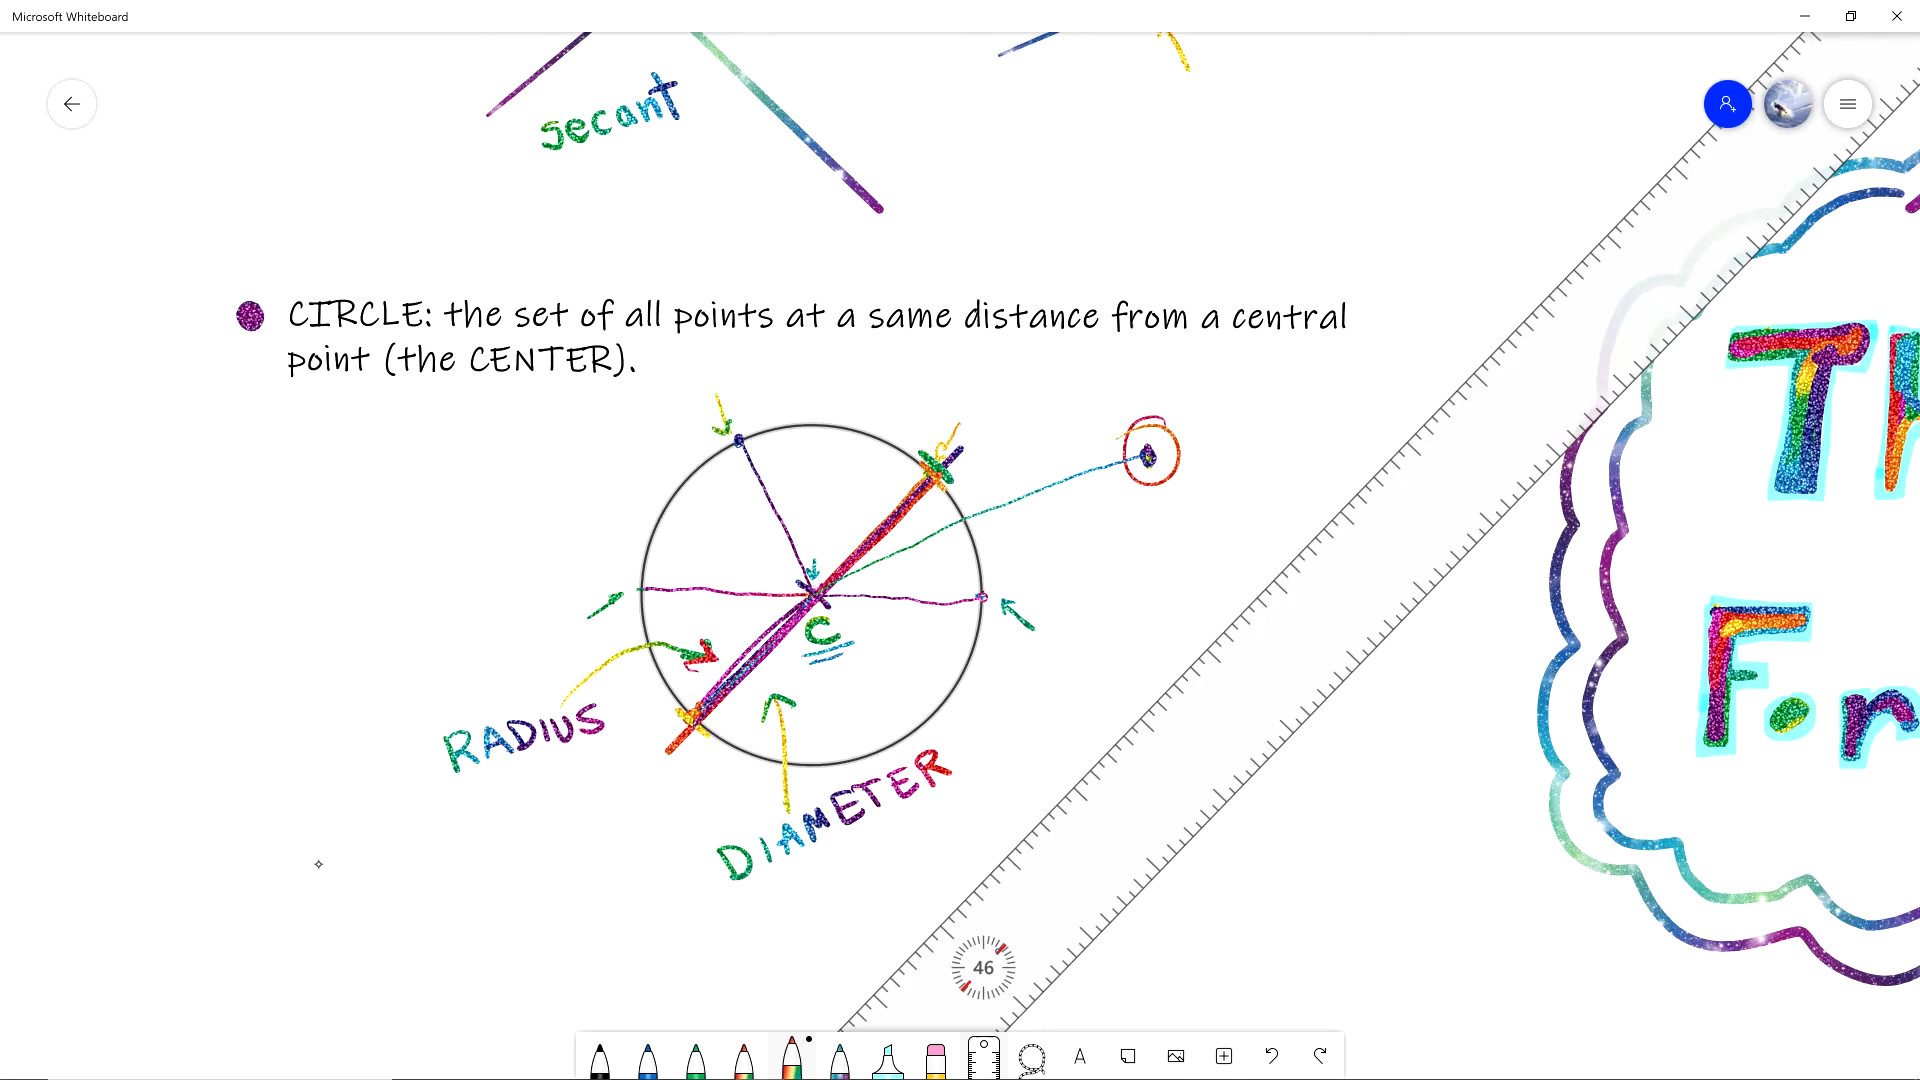 Microsoft Whiteboard
secant
CIRCLE: the set of all points at a same distance from a central
point (the CENTER).
C
RADIUS
DIAMETER
For
46
A